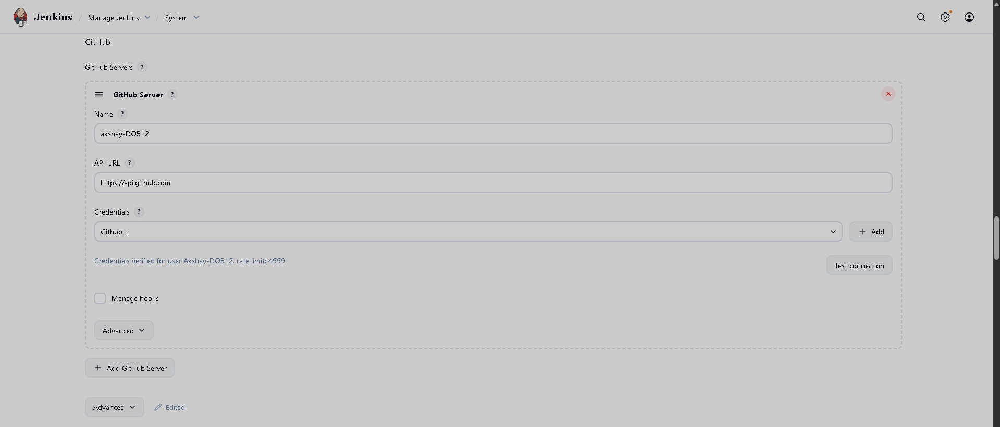 Jenkins / Manage Jenkins / System
GitHub
GitHub Servers ?
GitHub Server ?
Name ?
akshay-DO512
API URL ?
https://api.github.com
Credentials ?
Github_1
+ Add
Credentials verified for user Akshay-DO512, rate limit: 4999
Test connection
Manage hooks
Advanced
+ Add GitHub Server
Advanced
Edited